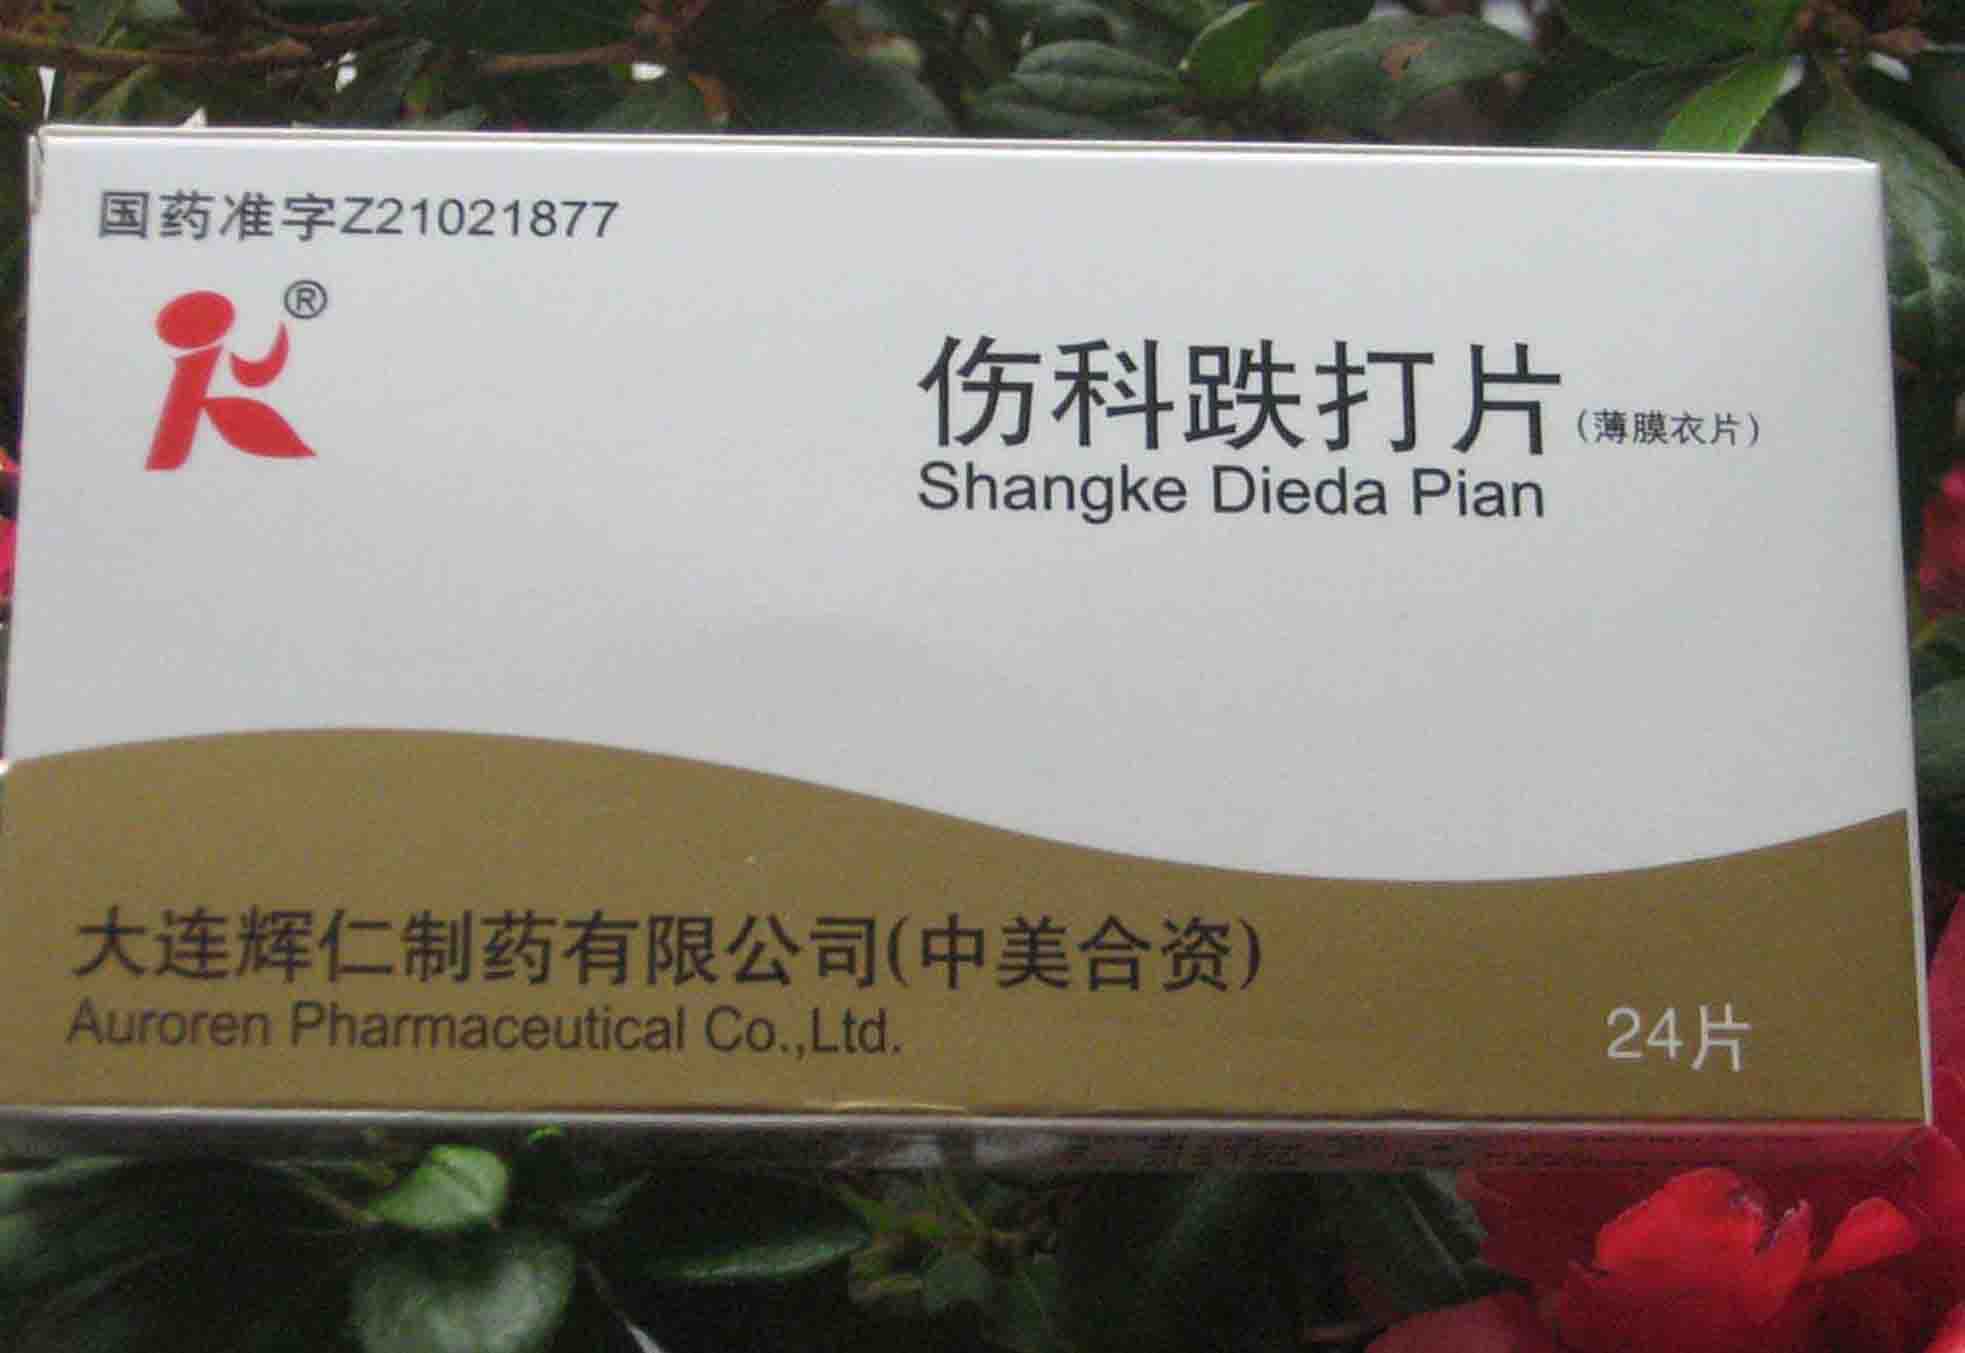 国药准字Z21021877
®
伤科跌打片(薄膜衣片)
Shangke Dieda Pian
大连辉仁制药有限公司(中美合资)
Auroren Pharmaceutical Co.,Ltd.
24片